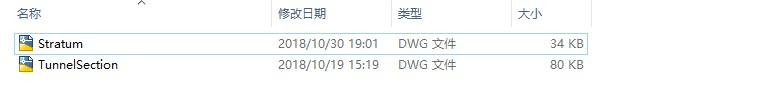 名称 修改日期 类型 大小
Stratum 2018/10/30 19:01 DWG 文件 34 KB
TunnelSection 2018/10/19 15:19 DWG 文件 80 KB